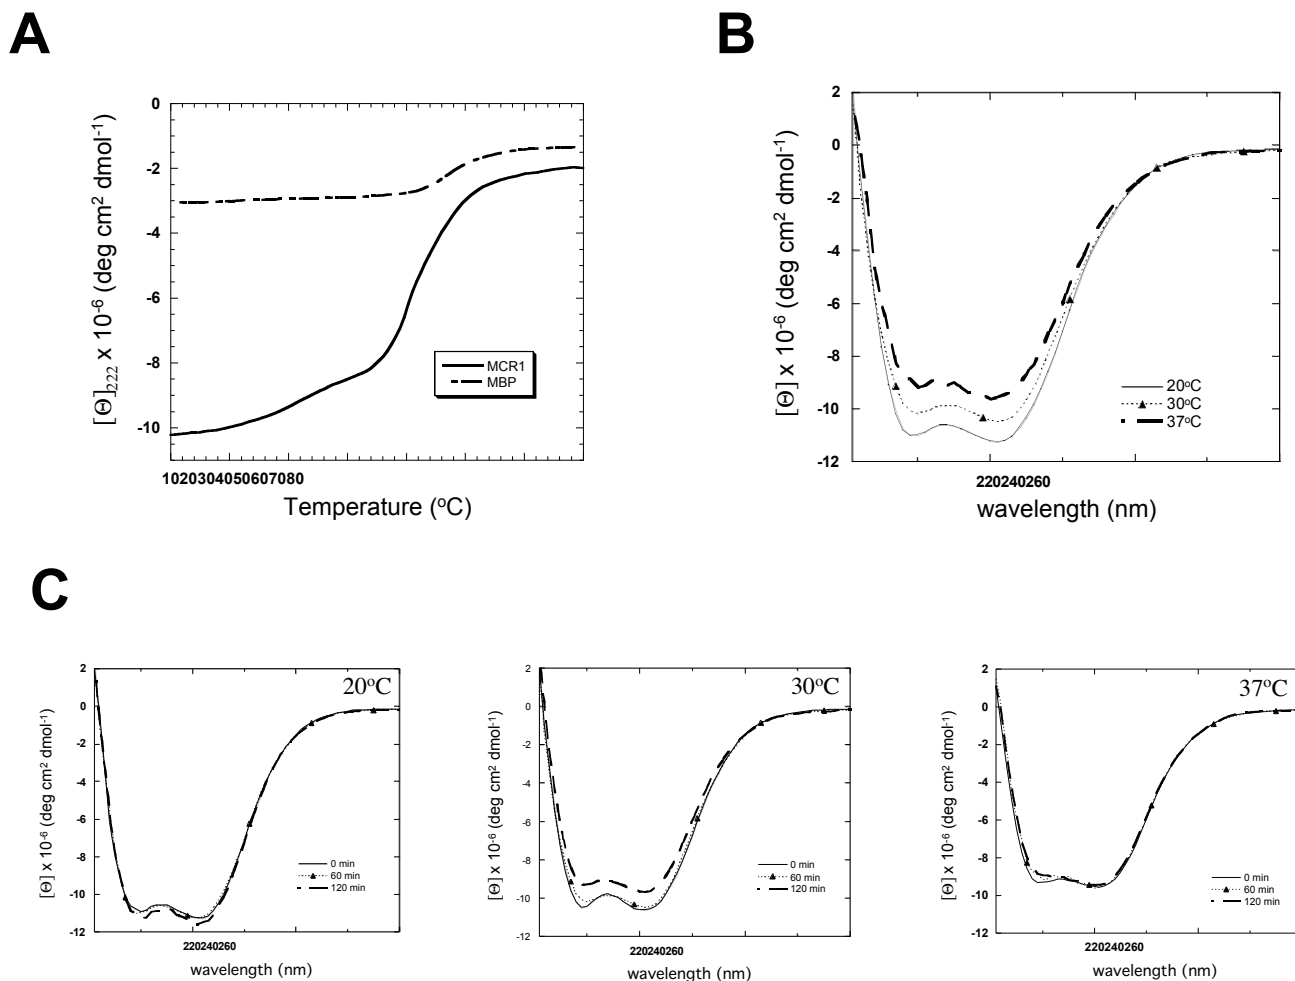 A
B
0
-2
-4
-6
-8
-10
[Θ]222 x 10-6 (deg cm2 dmol-1)
MCR1
MBP
1020304050607080
Temperature (oC)
2
0
-2
-4
-6
-8
-10
-12
[Θ] x 10-6 (deg cm2 dmol-1)
20oC
30oC
37oC
220240260
wavelength (nm)
C
2
0
-2
-4
-6
-8
-10
-12
[Θ] x 10-6 (deg cm2 dmol-1)
20oC
0 min
60 min
120 min
220240260
wavelength (nm)
2
0
-2
-4
-6
-8
-10
-12
[Θ] x 10-6 (deg cm2 dmol-1)
30oC
0 min
60 min
120 min
220240260
wavelength (nm)
2
0
-2
-4
-6
-8
-10
-12
[Θ] x 10-6 (deg cm2 dmol-1)
37oC
0 min
60 min
120 min
220240260
wavelength (nm)